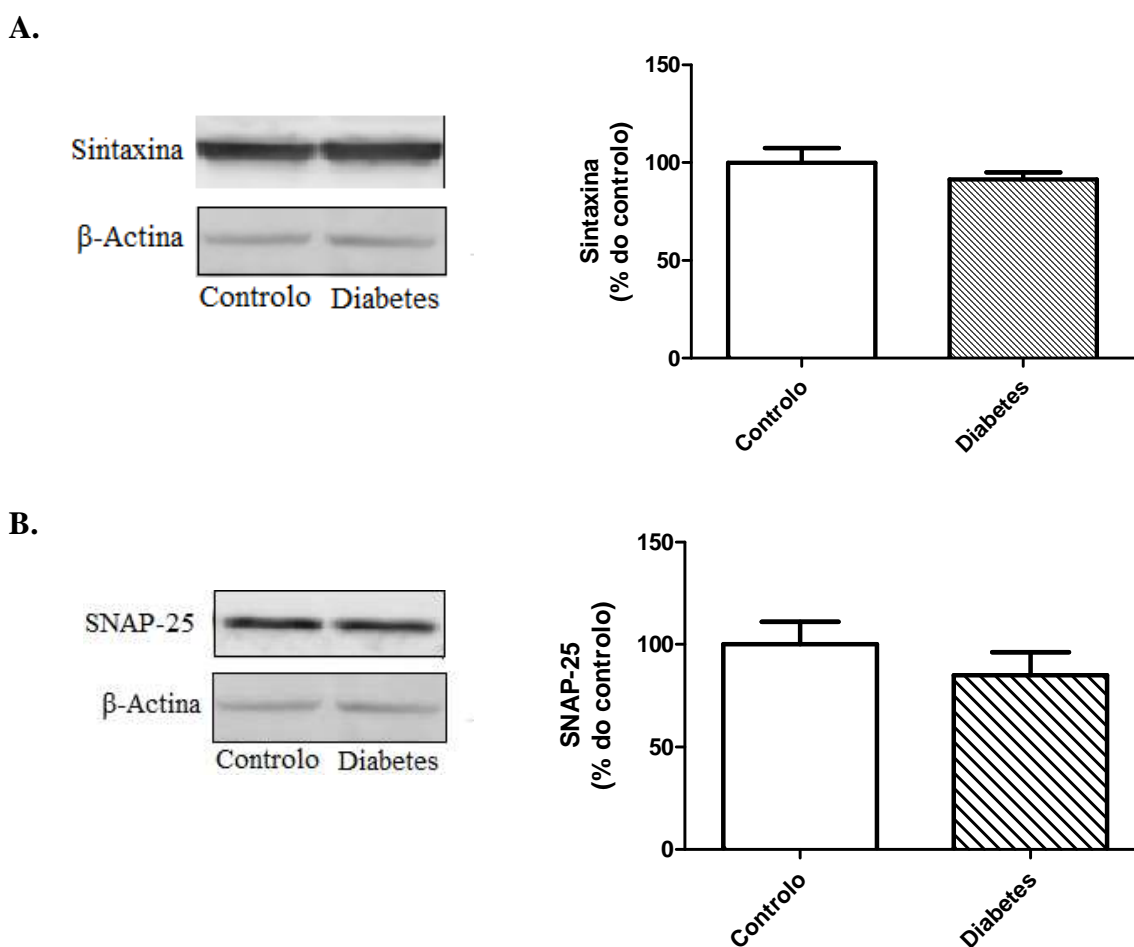 A.
Sintaxina
β-Actina
Controlo Diabetes
Sintaxina
(% do controlo)
150
100
50
0
Controlo
Diabetes
B.
SNAP-25
β-Actina
Controlo Diabetes
SNAP-25
(% do controlo)
150
100
50
0
Controlo
Diabetes